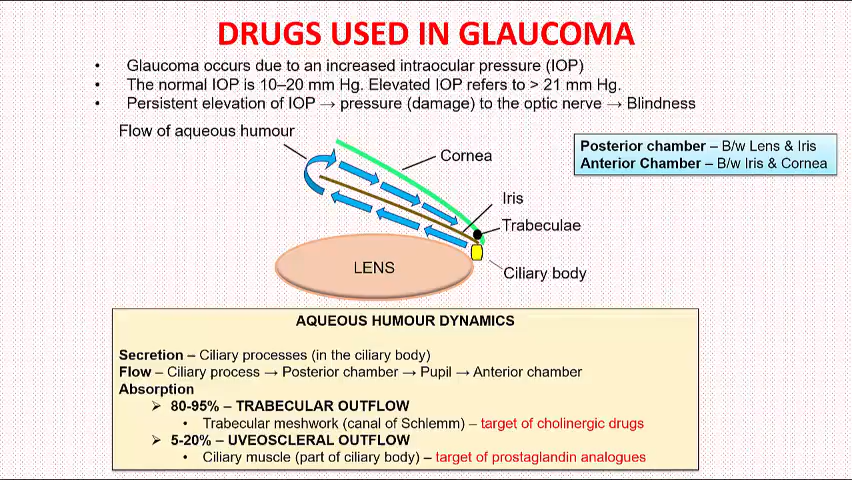 DRUGS USED IN GLAUCOMA
• Glaucoma occurs due to an increased intraocular pressure (IOP)
• The normal IOP is 10–20 mm Hg. Elevated IOP refers to > 21 mm Hg.
• Persistent elevation of IOP → pressure (damage) to the optic nerve → Blindness
Flow of aqueous humour
Cornea
Posterior chamber – B/w Lens & Iris
Anterior Chamber – B/w Iris & Cornea
Iris
Trabeculae
LENS
Ciliary body
AQUEOUS HUMOUR DYNAMICS
Secretion – Ciliary processes (in the ciliary body)
Flow – Ciliary process → Posterior chamber → Pupil → Anterior chamber
Absorption
➢ 80-95% – TRABECULAR OUTFLOW
• Trabecular meshwork (canal of Schlemm) – target of cholinergic drugs
➢ 5-20% – UVEOSCLERAL OUTFLOW
• Ciliary muscle (part of ciliary body) – target of prostaglandin analogues